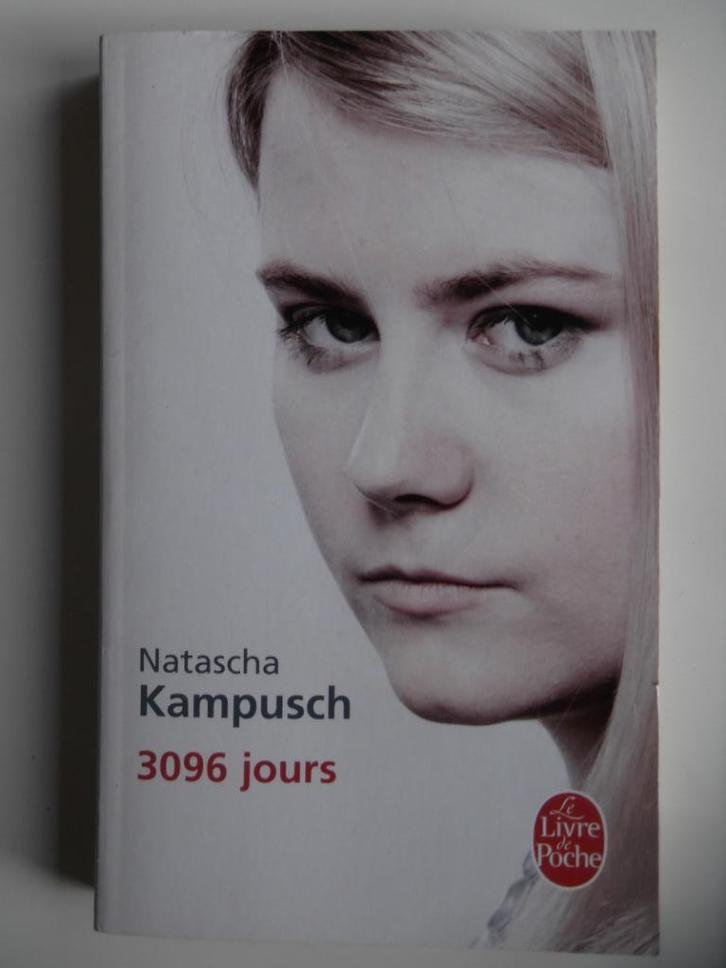 Natascha
Kampusch
3096 jours
Le
Livre
de
Poche